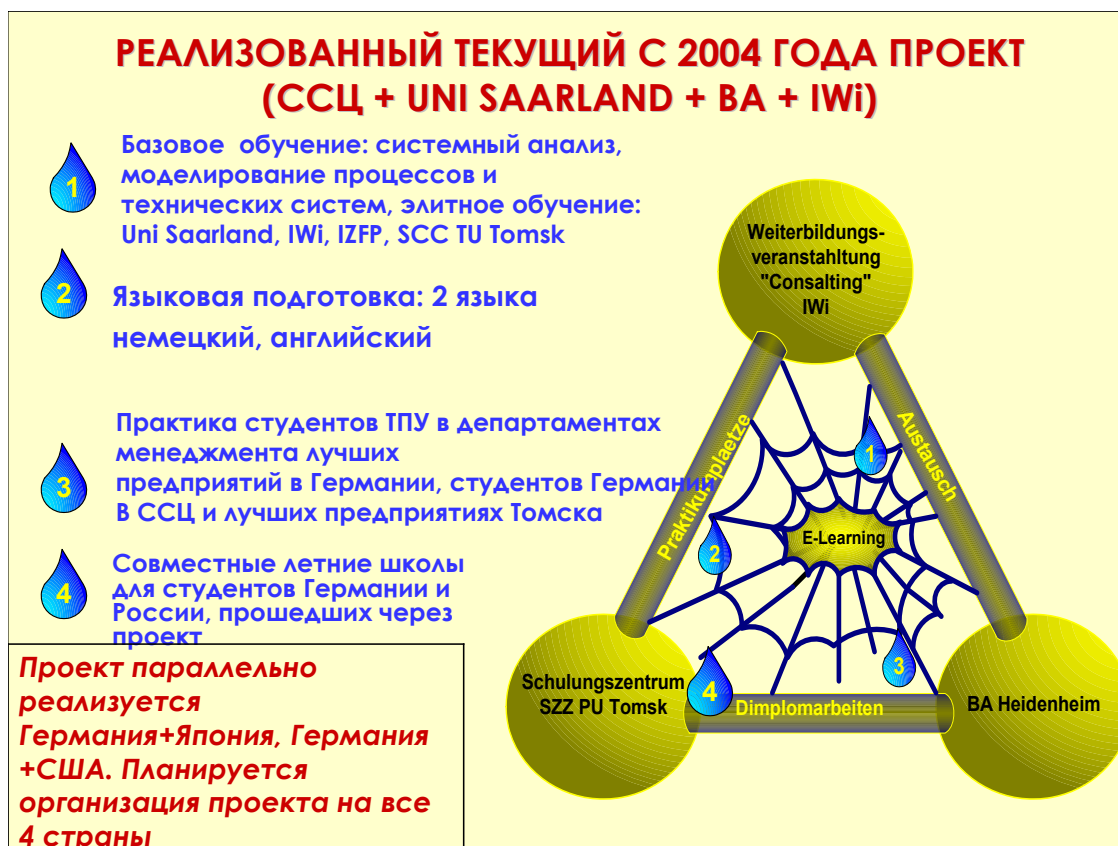 РЕАЛИЗОВАННЫЙ ТЕКУЩИЙ С 2004 ГОДА ПРОЕКТ
(ССЦ + UNI SAARLAND + BA + IWi)
1
Базовое обучение: системный анализ,
моделирование процессов и
технических систем, элитное обучение:
Uni Saarland, IWi, IZFP, SCC TU Tomsk
2
Языковая подготовка: 2 языка
немецкий, английский
3
Практика студентов ТПУ в департаментах
менеджмента лучших
предприятий в Германии, студентов Германии
В ССЦ и лучших предприятиях Томска
4
Совместные летние школы
для студентов Германии и
России, прошедших через
проект
Проект параллельно
реализуется
Германия+Япония, Германия
+США. Планируется
организация проекта на все
4 страны
Weiterbildungs-
veranstahltung
"Consalting"
IWi
Praktikumplaetze
Austausch
1
E-Learning
2
3
4
Schulungszentrum
SZZ PU Tomsk
Dimplomarbeiten
BA Heidenheim